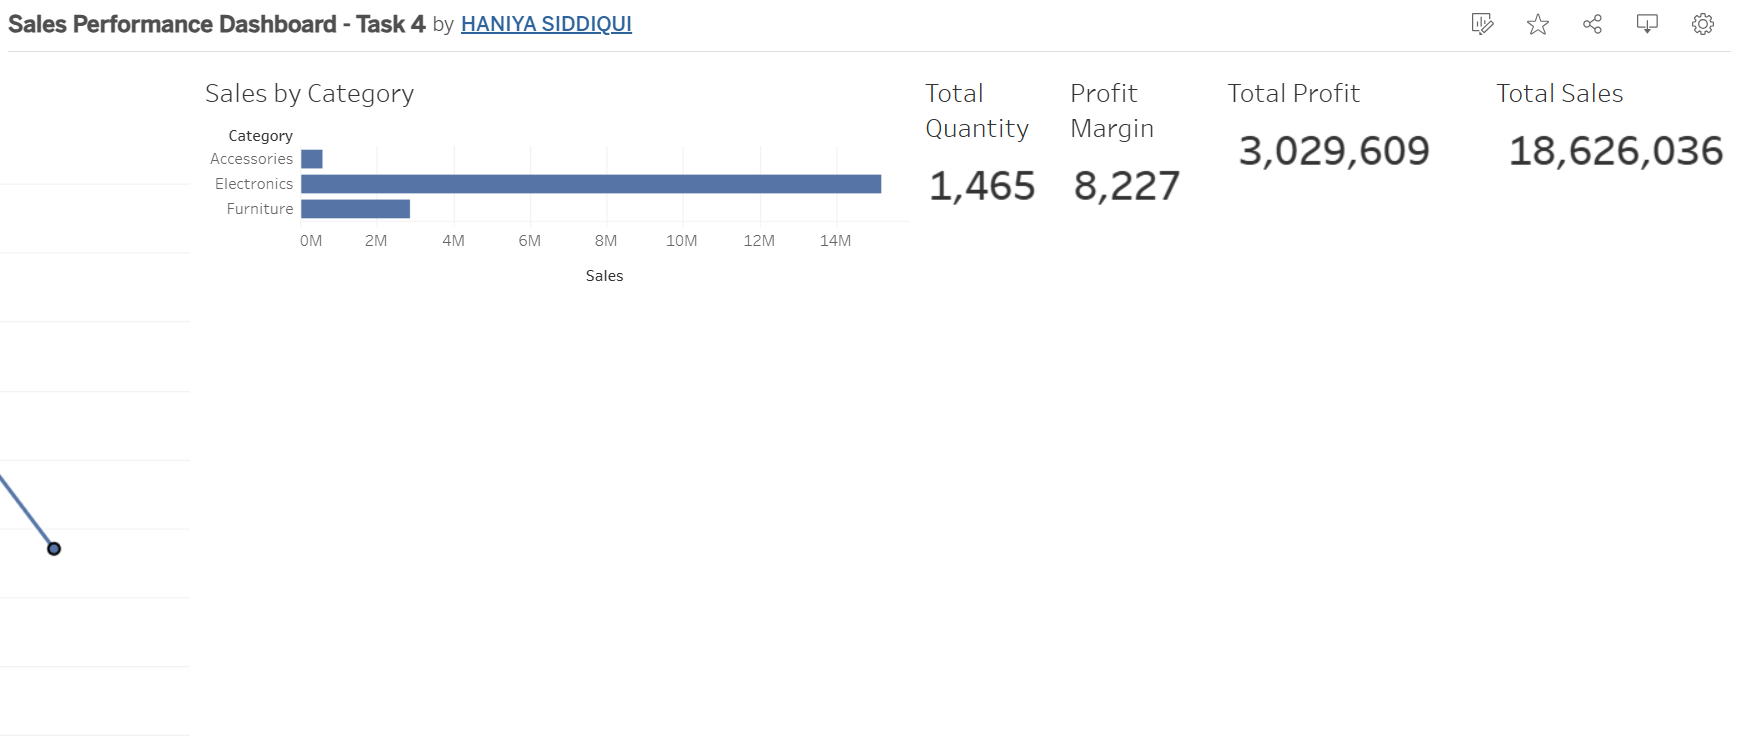 Sales Performance Dashboard - Task 4 by HANIYA SIDDIQUI
Sales by Category
Category
Accessories
Electronics
Furniture
0M 2M 4M 6M 8M 10M 12M 14M
Sales
Total
Quantity
1,465
Profit
Margin
8,227
Total Profit
3,029,609
Total Sales
18,626,036